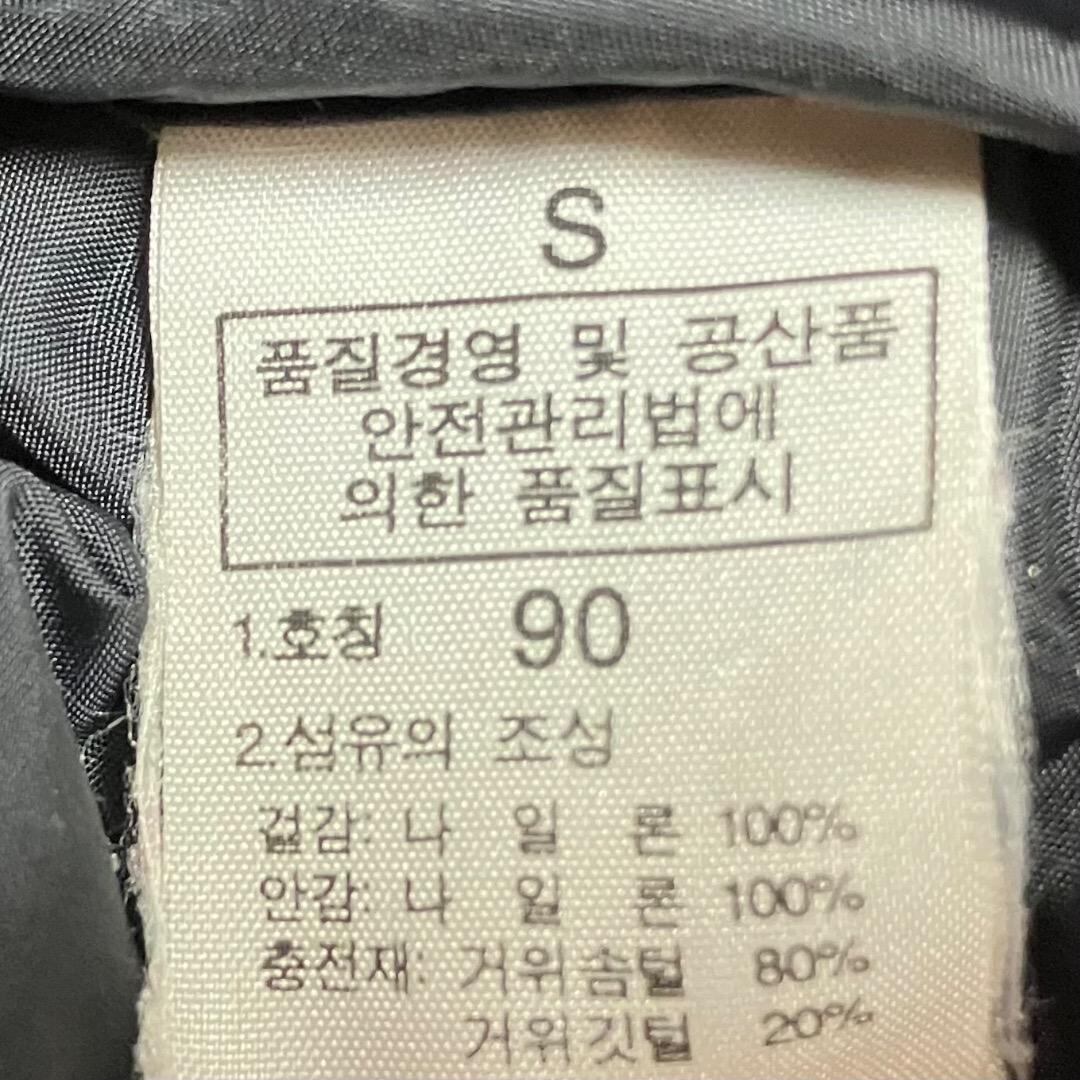 S
품질경영 및 공산품
안전관리법에
의한 품질표시
1.호칭 90
2.섬유의 조성
겉감: 나 일 론 100%
안감: 나 일 론 100%
충전재: 거위솜털 80%
거위깃털 20%